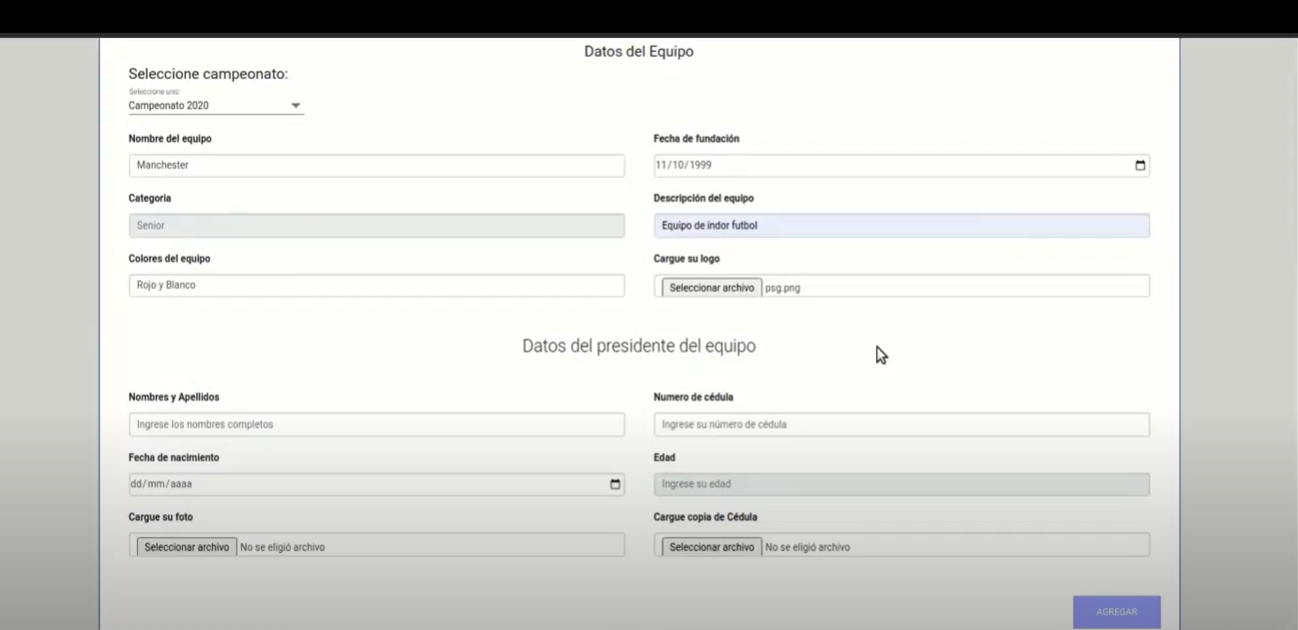 Datos del Equipo
Seleccione campeonato:
Seleccione uno:
Campeonato 2020
Nombre del equipo
Fecha de fundación
Manchester
11/10/1999
Categoria
Descripción del equipo
Senior
Equipo de indor futbol
Colores del equipo
Cargue su logo
Rojo y Blanco
Seleccionar archivo psg.png
Datos del presidente del equipo
Nombres y Apellidos
Numero de cédula
Ingrese los nombres completos
Ingrese su número de cédula
Fecha de nacimiento
Edad
dd/mm/aaaa
Ingrese su edad
Cargue su foto
Cargue copia de Cédula
Seleccionar archivo No se eligió archivo
Seleccionar archivo No se eligió archivo
AGREGAR